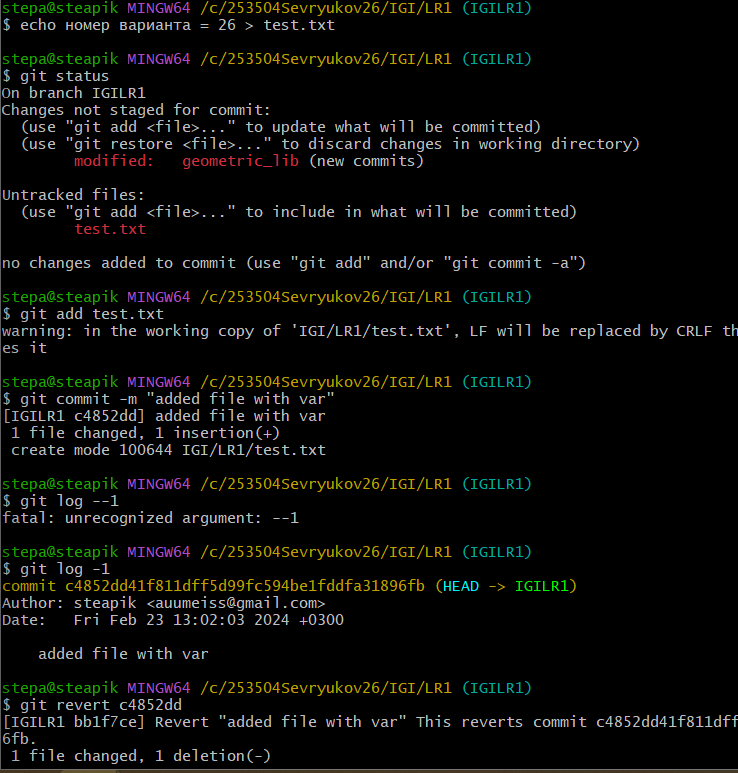 stepa@steapik MINGW64 /c/253504Sevryukov26/IGI/LR1 (IGILR1)
$ echo номер варианта = 26 > test.txt
stepa@steapik MINGW64 /c/253504Sevryukov26/IGI/LR1 (IGILR1)
$ git status
On branch IGILR1
Changes not staged for commit:
  (use "git add <file>..." to update what will be committed)
  (use "git restore <file>..." to discard changes in working directory)
        modified:   geometric_lib (new commits)
Untracked files:
  (use "git add <file>..." to include in what will be committed)
        test.txt
no changes added to commit (use "git add" and/or "git commit -a")
stepa@steapik MINGW64 /c/253504Sevryukov26/IGI/LR1 (IGILR1)
$ git add test.txt
warning: in the working copy of 'IGI/LR1/test.txt', LF will be replaced by CRLF th
es it
stepa@steapik MINGW64 /c/253504Sevryukov26/IGI/LR1 (IGILR1)
$ git commit -m "added file with var"
[IGILR1 c4852dd] added file with var
 1 file changed, 1 insertion(+)
 create mode 100644 IGI/LR1/test.txt
stepa@steapik MINGW64 /c/253504Sevryukov26/IGI/LR1 (IGILR1)
$ git log --1
fatal: unrecognized argument: --1
stepa@steapik MINGW64 /c/253504Sevryukov26/IGI/LR1 (IGILR1)
$ git log -1
commit c4852dd41f811dff5d99fc594be1fddfa31896fb (HEAD -> IGILR1)
Author: steapik <auumeiss@gmail.com>
Date:   Fri Feb 23 13:02:03 2024 +0300
    added file with var
stepa@steapik MINGW64 /c/253504Sevryukov26/IGI/LR1 (IGILR1)
$ git revert c4852dd
[IGILR1 bb1f7ce] Revert "added file with var" This reverts commit c4852dd41f811dff
6fb.
 1 file changed, 1 deletion(-)